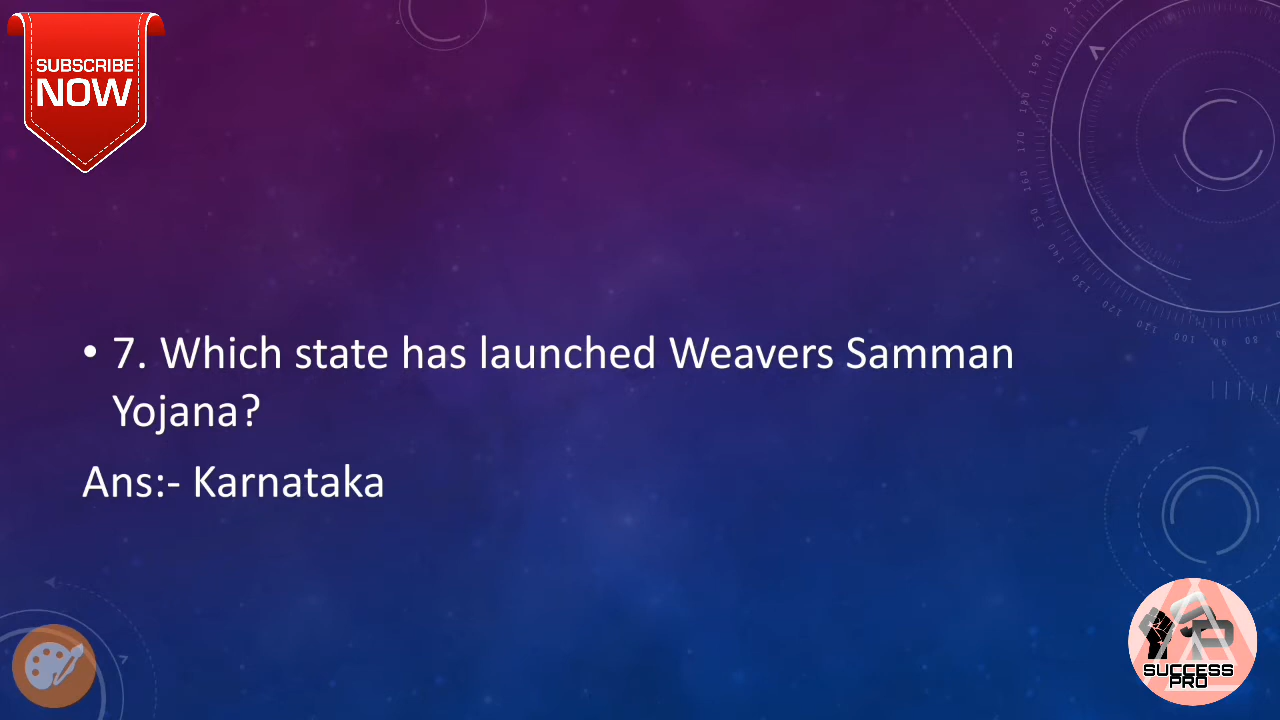 SUBSCRIBE
NOW
• 7. Which state has launched Weavers Samman
Yojana?
Ans:- Karnataka
SUCCESS
PRO